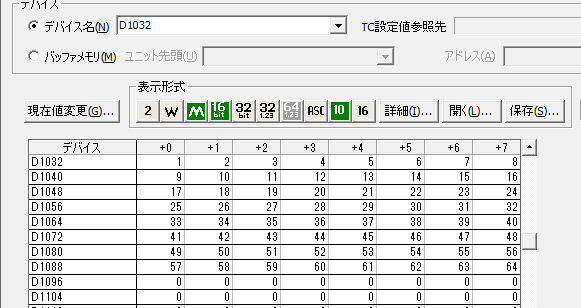 デバイス
デバイス名(N) D1032 TC設定値参照先
バッファメモリ(M) ユニット先頭(U) アドレス(A)
表示形式
現在値変更(G)... 2 W M 16bit 32bit 32 1.23 64 1.23 ASC 10 16 詳細(I)... 開く(L)... 保存(S)...
デバイス +0 +1 +2 +3 +4 +5 +6 +7
D1032 1 2 3 4 5 6 7 8
D1040 9 10 11 12 13 14 15 16
D1048 17 18 19 20 21 22 23 24
D1056 25 26 27 28 29 30 31 32
D1064 33 34 35 36 37 38 39 40
D1072 41 42 43 44 45 46 47 48
D1080 49 50 51 52 53 54 55 56
D1088 57 58 59 60 61 62 63 64
D1096 0 0 0 0 0 0 0 0
D1104 0 0 0 0 0 0 0 0